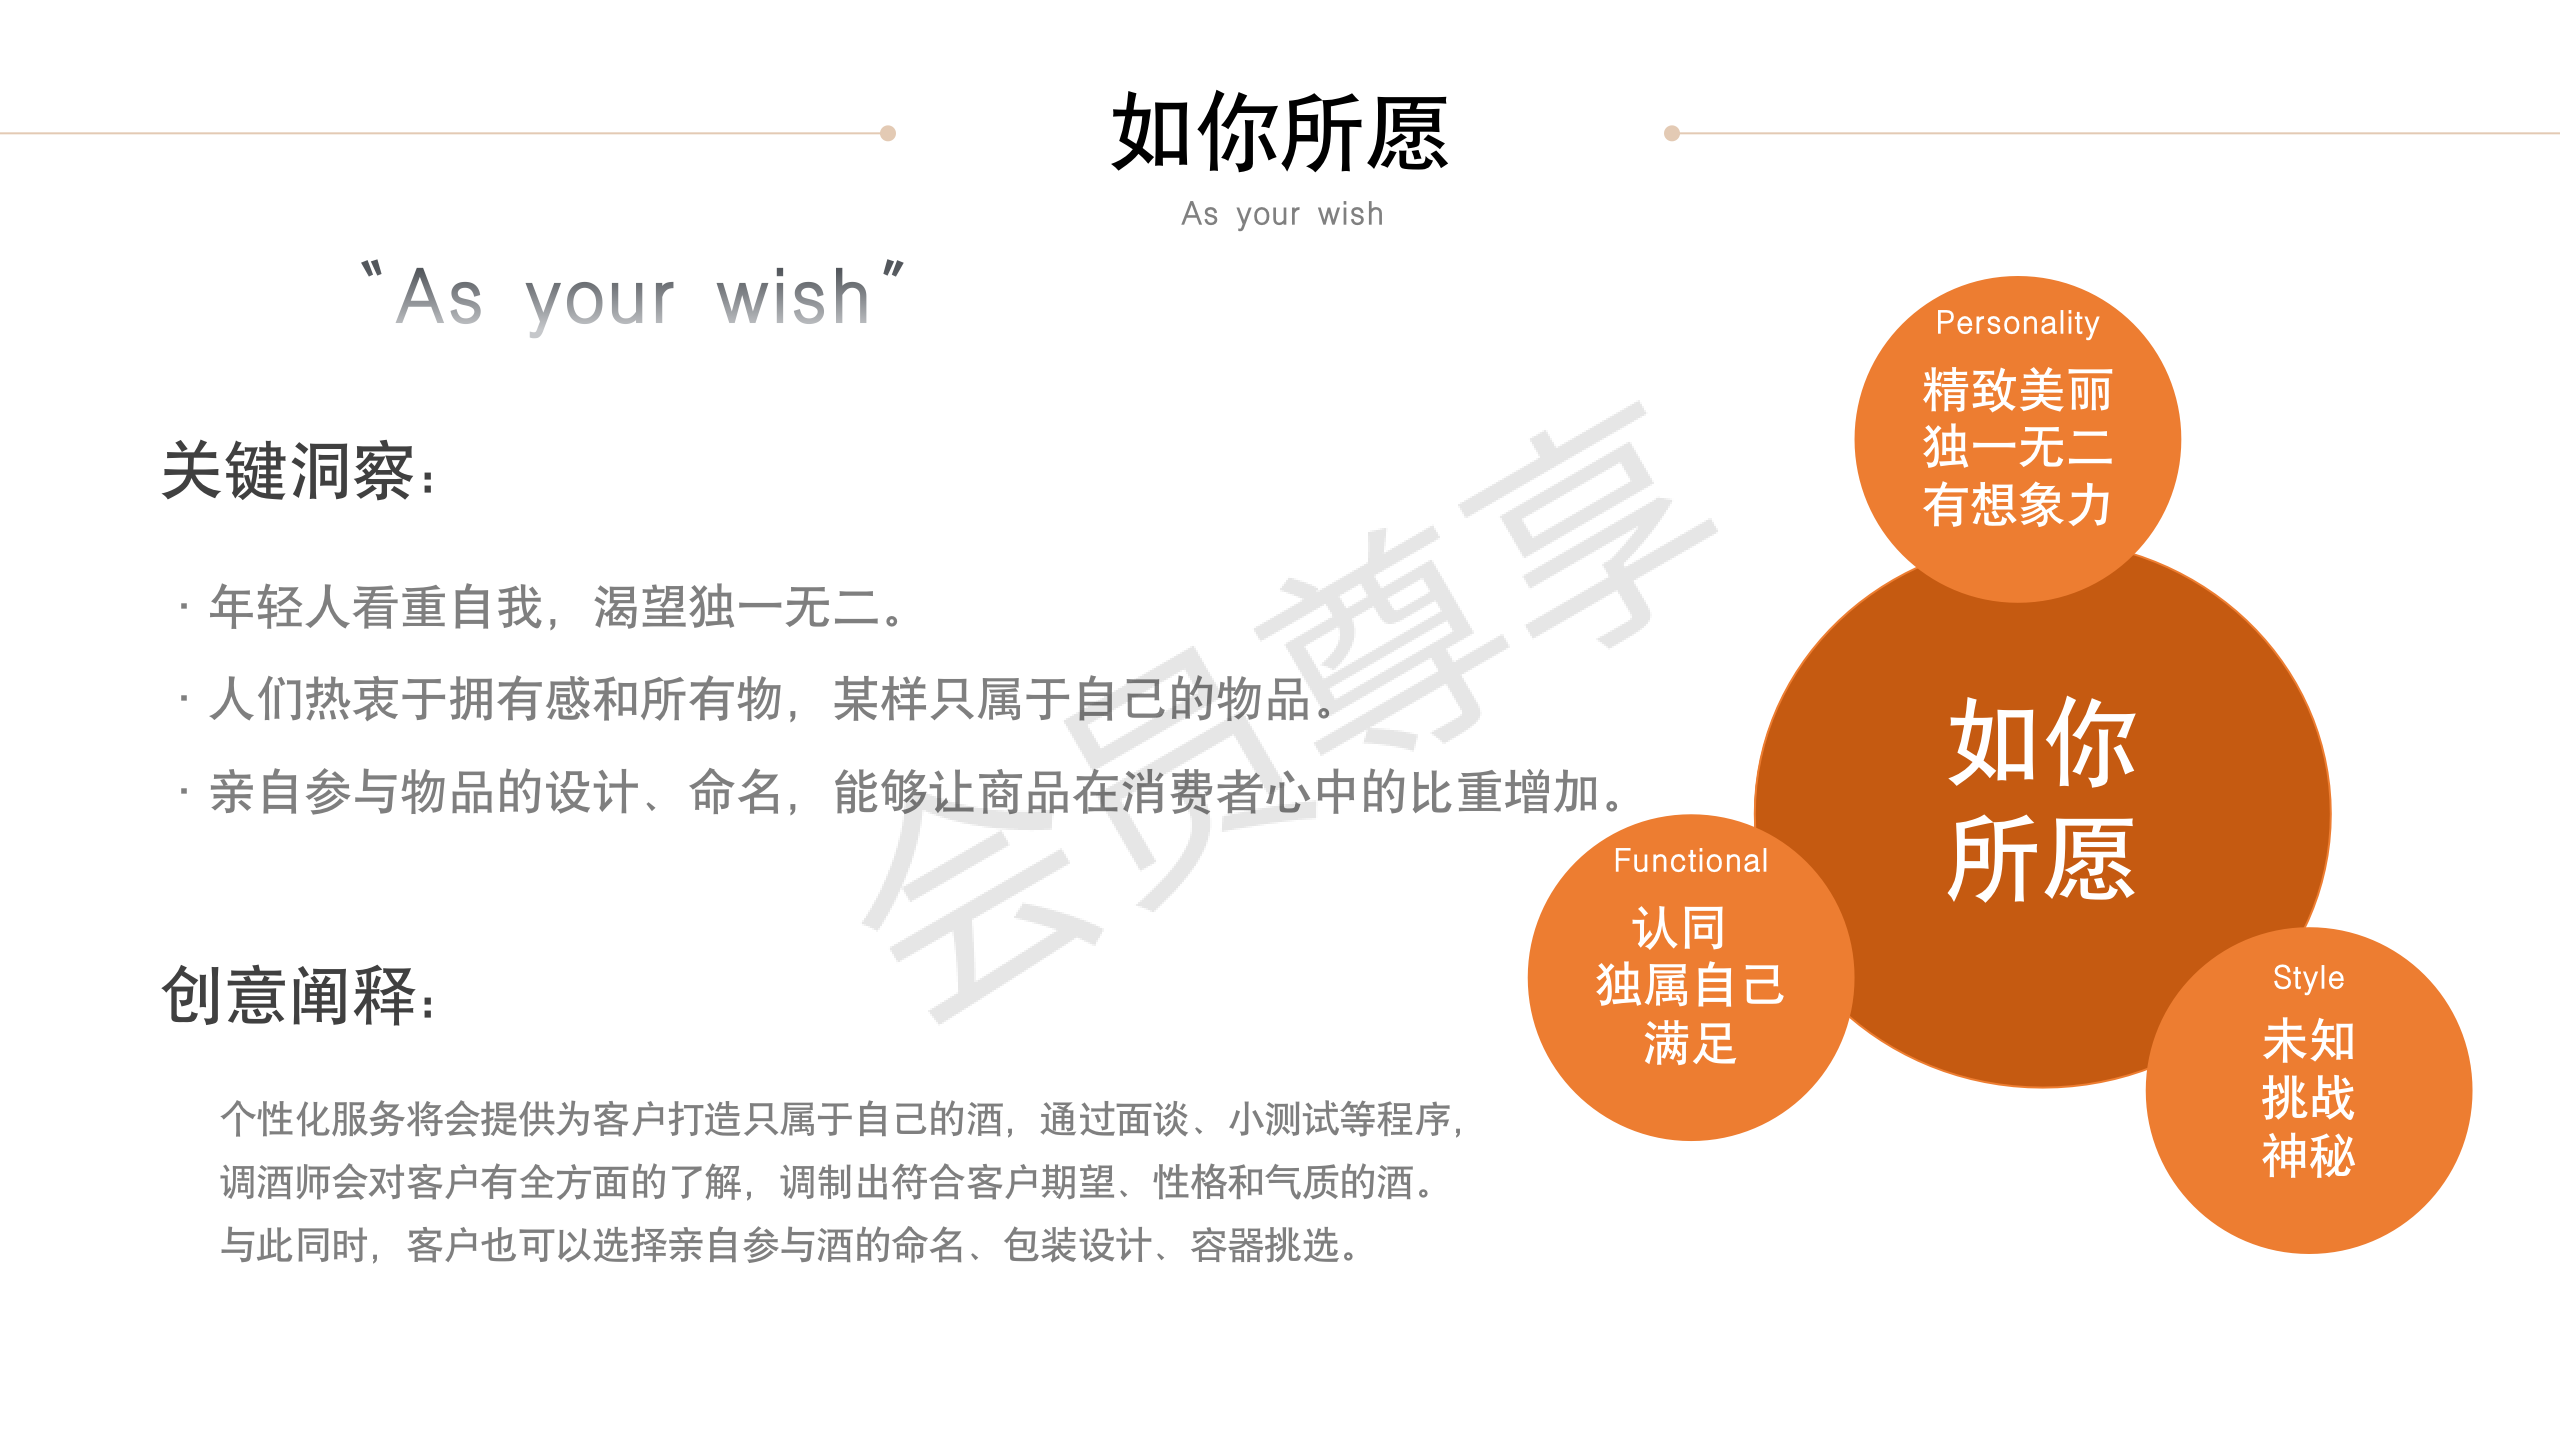 如你所愿
As your wish
“As your wish”
关键洞察：
· 年轻人看重自我，渴望独一无二。
· 人们热衷于拥有感和所有物，某样只属于自己的物品。
· 亲自参与物品的设计、命名，能够让商品在消费者心中的比重增加。
创意阐释：
个性化服务将会提供为客户打造只属于自己的酒，通过面谈、小测试等程序，
调酒师会对客户有全方面的了解，调制出符合客户期望、性格和气质的酒。
与此同时，客户也可以选择亲自参与酒的命名、包装设计、容器挑选。
Personality
精致美丽
独一无二
有想象力
如你
所愿
Functional
认同
独属自己
满足
Style
未知
挑战
神秘
会员尊享